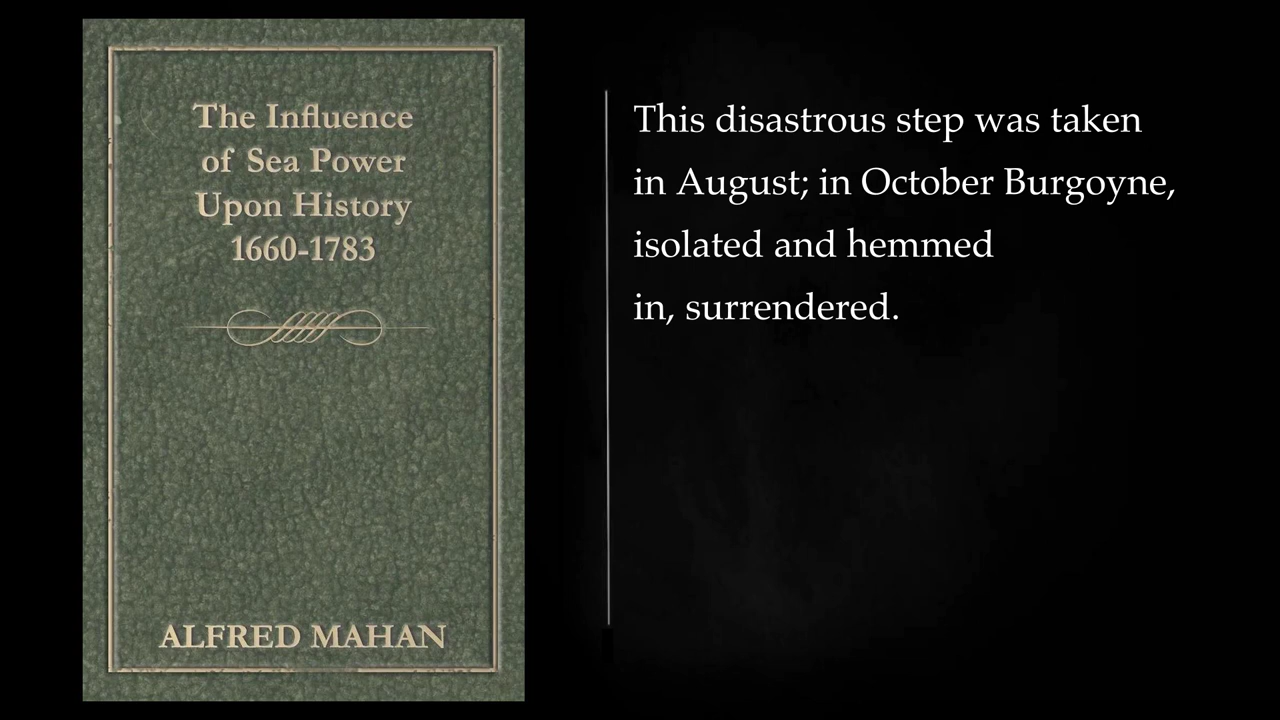 The Influence
of Sea Power
Upon History
1660-1783
ALFRED MAHAN
This disastrous step was taken
in August; in October Burgoyne,
isolated and hemmed
in, surrendered.